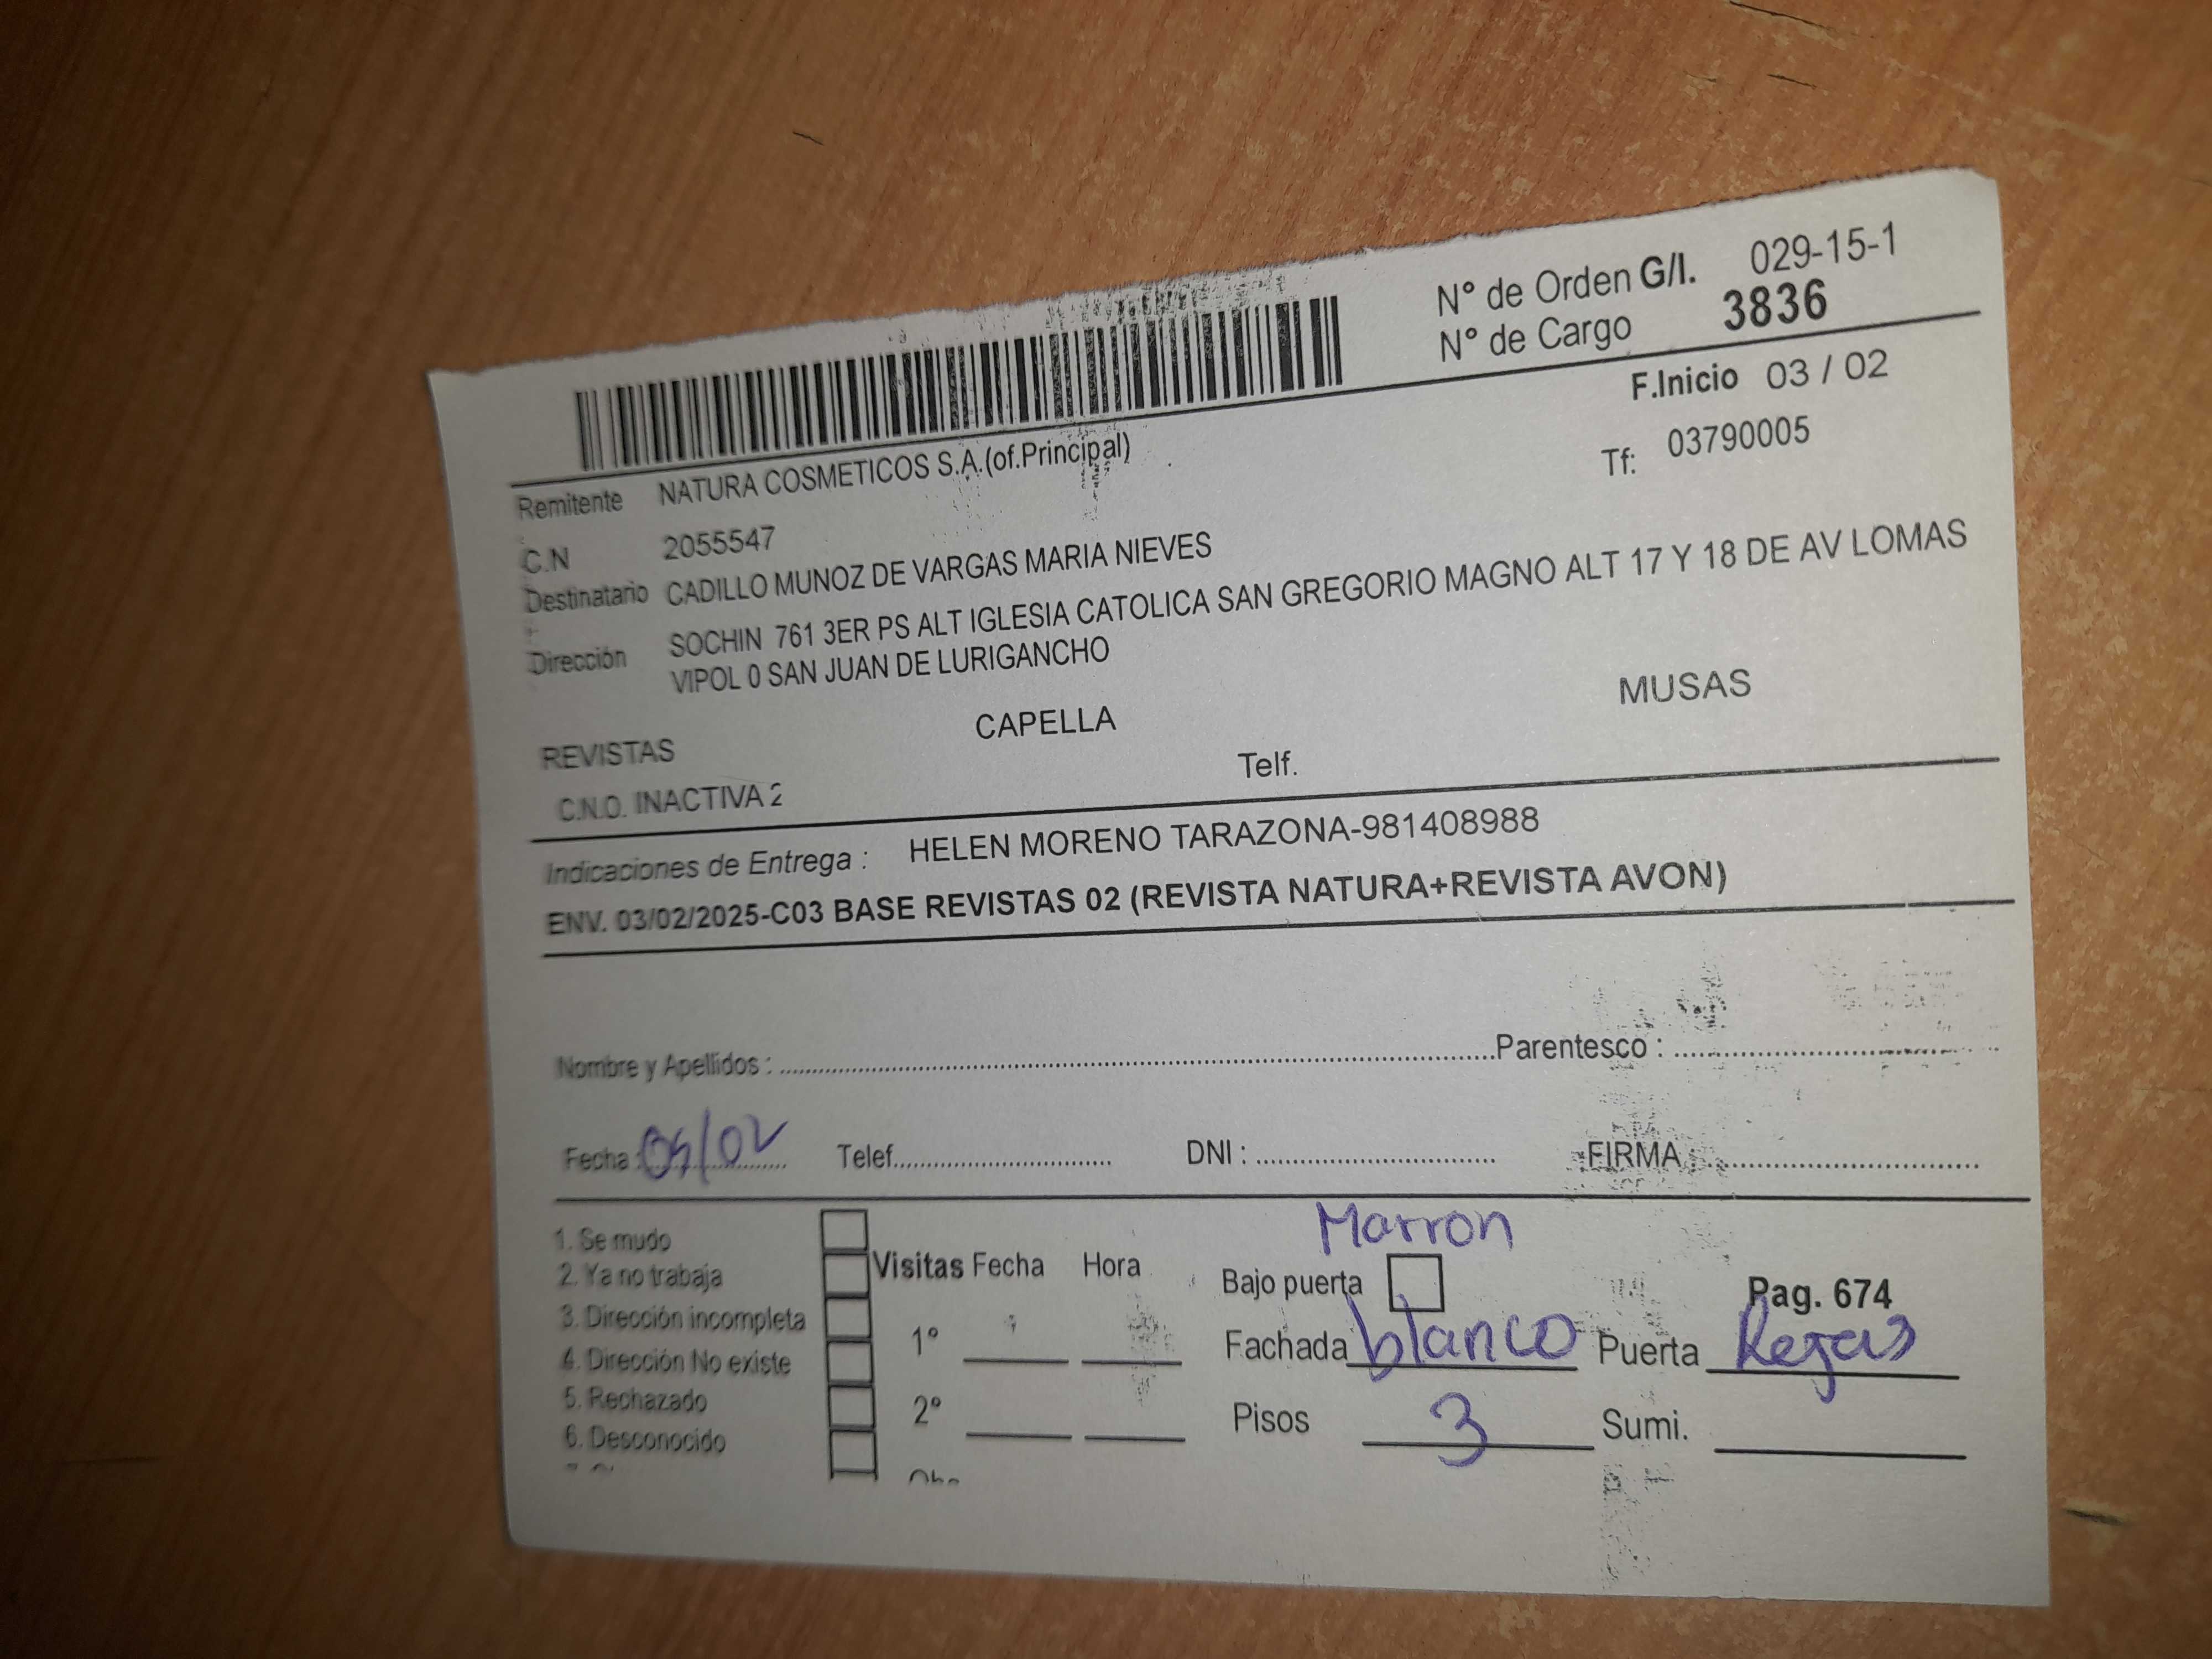 N° de Orden G/I. 029-15-1
N° de Cargo 3836
F.Inicio 03 / 02
Remitente NATURA COSMETICOS S.A.(of.Principal)
Tf: 03790005
C.N 2055547
Destinatario CADILLO MUNOZ DE VARGAS MARIA NIEVES
Dirección SOCHIN 761 3ER PS ALT IGLESIA CATOLICA SAN GREGORIO MAGNO ALT 17 Y 18 DE AV LOMAS
VIPOL 0 SAN JUAN DE LURIGANCHO
REVISTAS CAPELLA MUSAS
C.N.O. INACTIVA 2 Telf.
Indicaciones de Entrega : HELEN MORENO TARAZONA-981408988
ENV. 03/02/2025-C03 BASE REVISTAS 02 (REVISTA NATURA+REVISTA AVON)
Nombre y Apellidos : Parentesco :
Fecha : /02 Telef. DNI : FIRMA :
Marron
1. Se mudo
2. Ya no trabaja Visitas Fecha Hora Bajo puerta Pag. 674
3. Dirección incompleta
4. Dirección No existe 1° Fachada blanco Puerta Rejas
5. Rechazado
6. Desconocido 2° Pisos 3 Sumi.